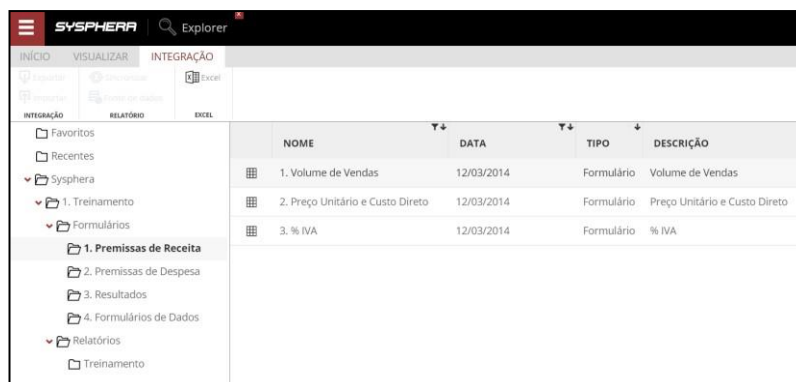 SYSPHERA Explorer
INÍCIO VISUALIZAR INTEGRAÇÃO
Exportar Excel
Importar
INTEGRAÇÃO RELATÓRIO EXCEL
Favoritos
Recentes
Sysphera
1. Treinamento
Formulários
1. Premissas de Receita
2. Premissas de Despesa
3. Resultados
4. Formulários de Dados
Relatórios
Treinamento
NOME DATA TIPO DESCRIÇÃO
1. Volume de Vendas 12/03/2014 Formulário Volume de Vendas
2. Preço Unitário e Custo Direto 12/03/2014 Formulário Preço Unitário e Custo Direto
3. % IVA 12/03/2014 Formulário % IVA